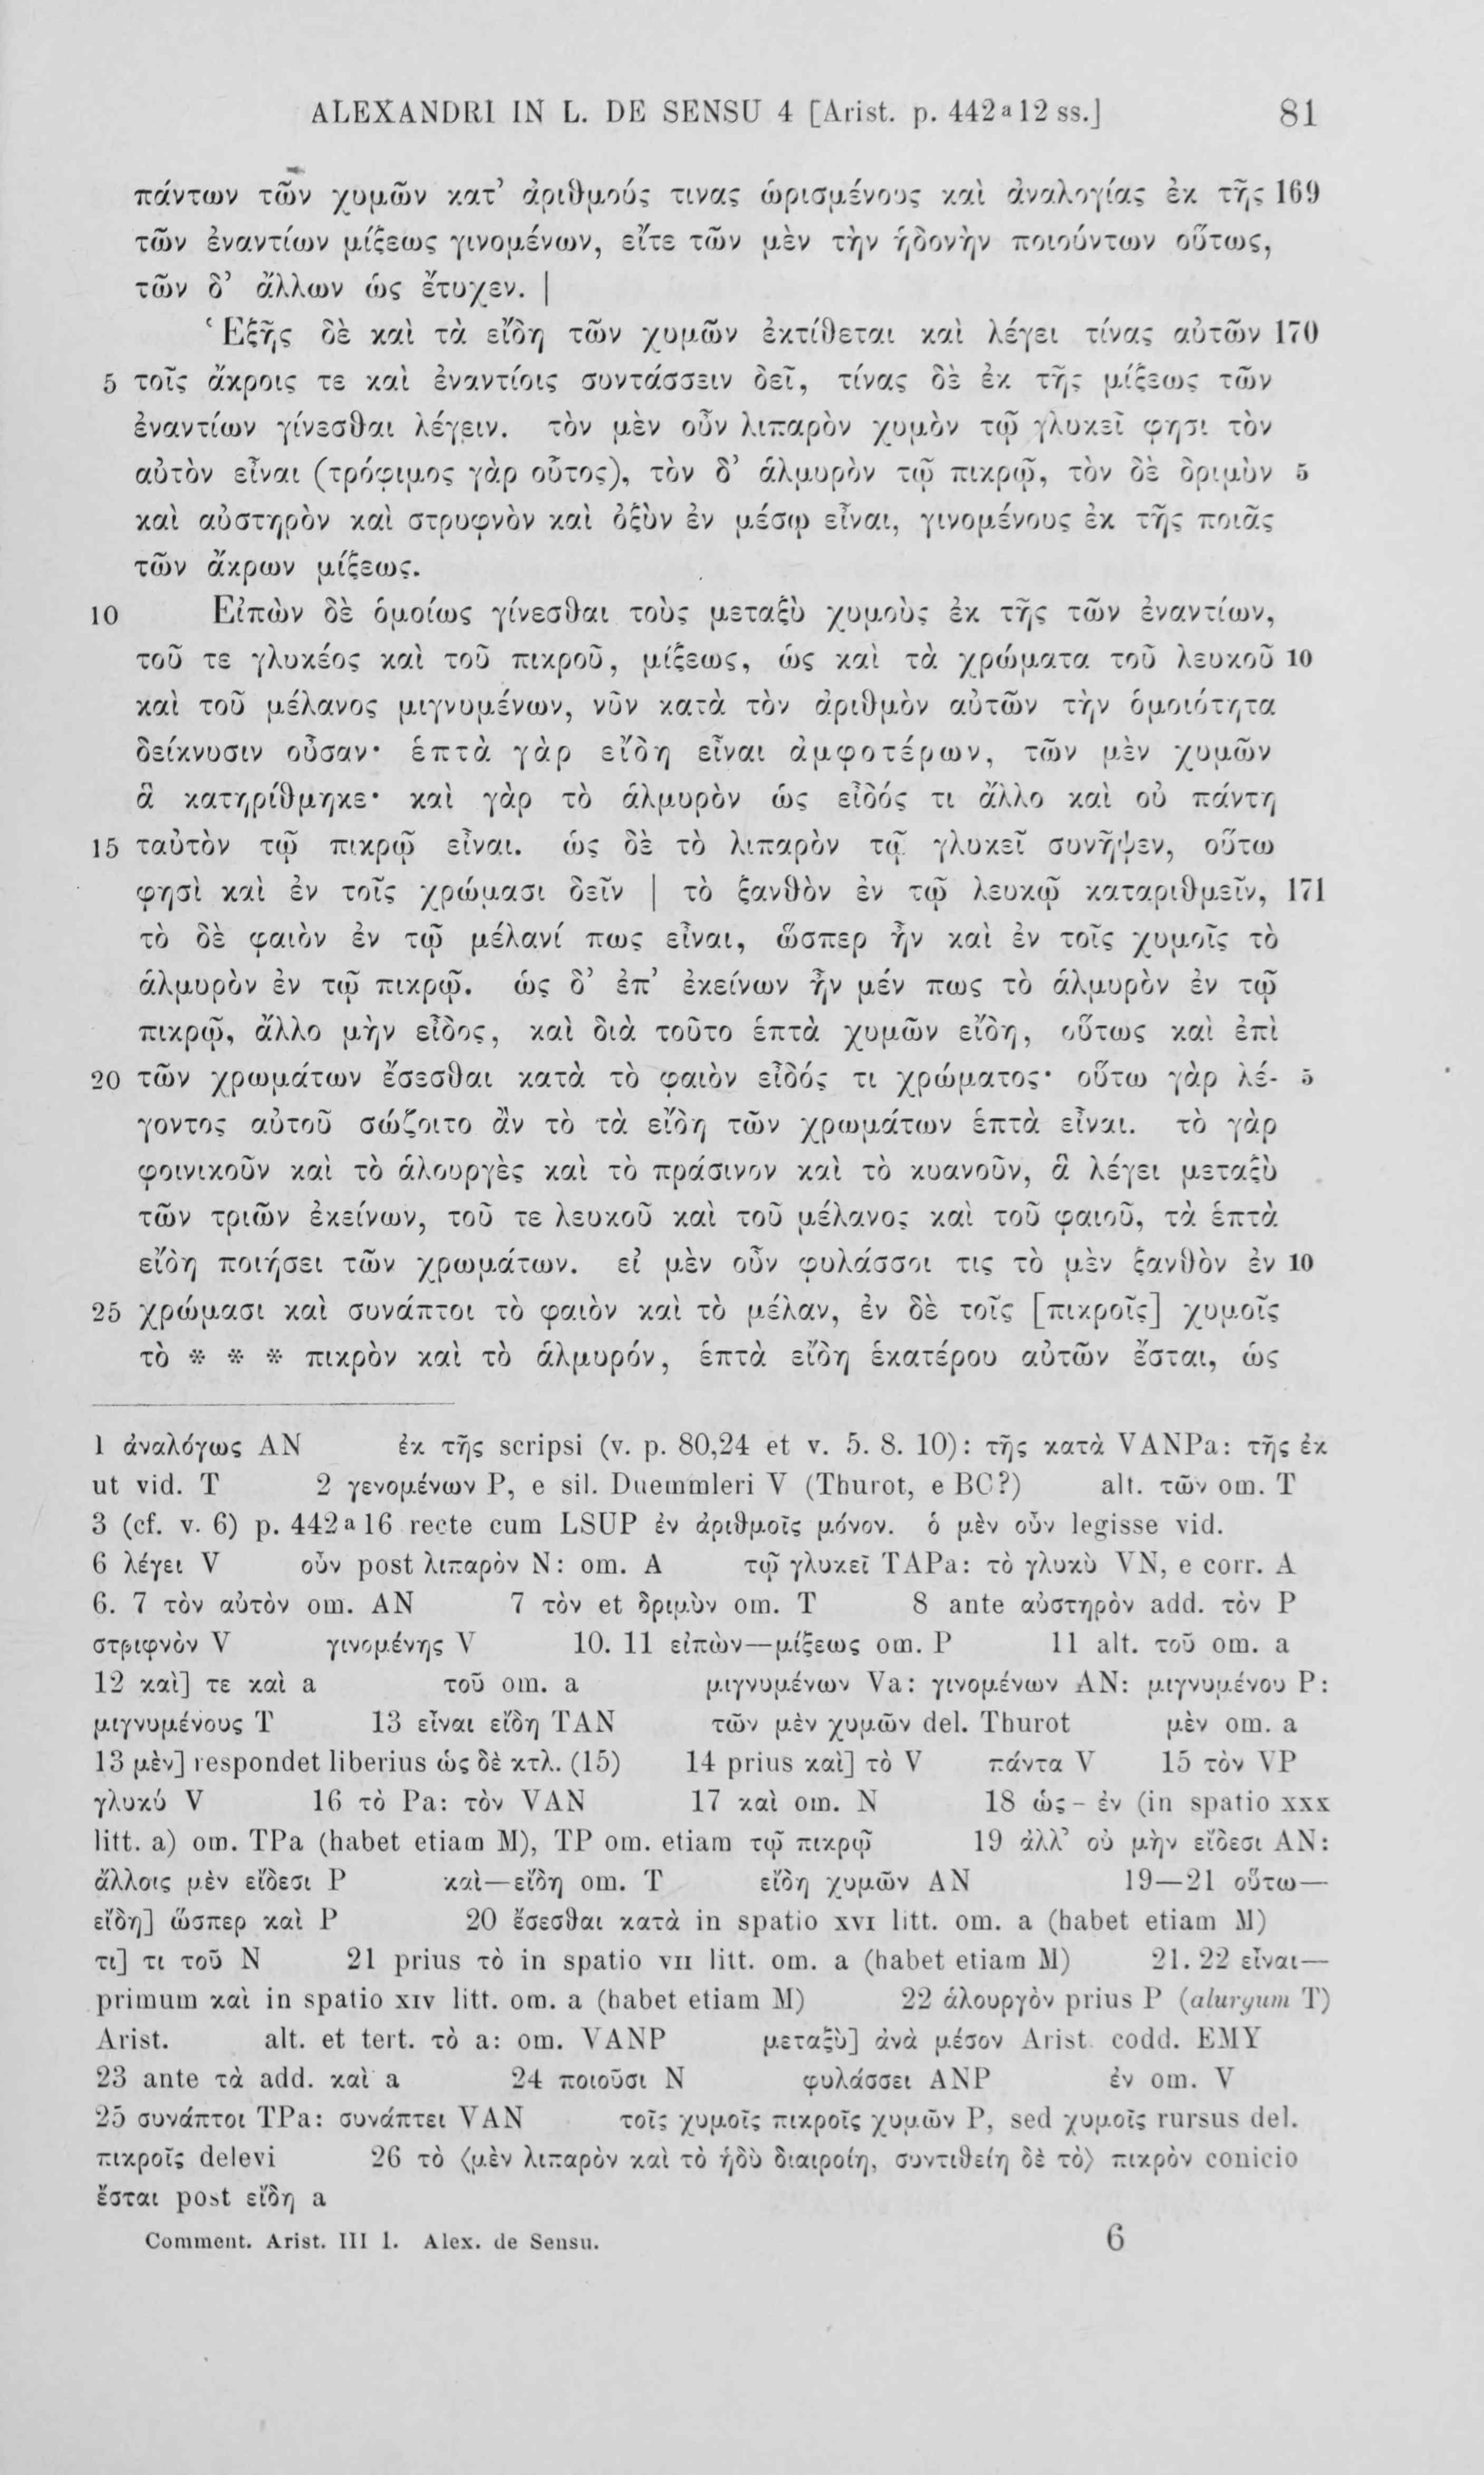 ALEXANDRI IN L. DE SENSU 4 [Arist. p. 442ª12 ss.] 81
πάντων τῶν χυμῶν κατ’ ἀριθμούς τινας ὡρισμένους καὶ ἀναλογίας ἐκ τῆς 169
τῶν ἐναντίων μίξεως γινομένων, εἴτε τῶν μὲν τὴν ἡδονὴν ποιούντων οὕτως,
τῶν δ’ ἄλλων ὡς ἔτυχεν. |
Ἑξῆς δὲ καὶ τὰ εἴδη τῶν χυμῶν ἐκτίθεται καὶ λέγει τίνας αὐτῶν 170
5 τοῖς ἄκροις τε καὶ ἐναντίοις συντάσσειν δεῖ, τίνας δὲ ἐκ τῆς μίξεως τῶν
ἐναντίων γίνεσθαι λέγειν. τὸν μὲν οὖν λιπαρὸν χυμὸν τῷ γλυκεῖ φησι τὸν
αὐτὸν εἶναι (τρόφιμος γὰρ οὗτος), τὸν δ’ ἁλμυρὸν τῷ πικρῷ, τὸν δὲ δριμὺν 5
καὶ αὐστηρὸν καὶ στρυφνὸν καὶ ὀξὺν ἐν μέσῳ εἶναι, γινομένους ἐκ τῆς ποιᾶς
τῶν ἄκρων μίξεως.
10 Εἰπὼν δὲ ὁμοίως γίνεσθαι τοὺς μεταξὺ χυμοὺς ἐκ τῆς τῶν ἐναντίων,
τοῦ τε γλυκέος καὶ τοῦ πικροῦ, μίξεως, ὡς καὶ τὰ χρώματα τοῦ λευκοῦ 10
καὶ τοῦ μέλανος μιγνυμένων, νῦν κατὰ τὸν ἀριθμὸν αὐτῶν τὴν ὁμοιότητα
δείκνυσιν οὖσαν· ἑπτὰ γὰρ εἴδη εἶναι ἀμφοτέρων, τῶν μὲν χυμῶν
ἃ κατηρίθμηκε· καὶ γὰρ τὸ ἁλμυρὸν ὡς εἶδός τι ἄλλο καὶ οὐ πάντη
15 ταὐτὸν τῷ πικρῷ εἶναι. ὡς δὲ τὸ λιπαρὸν τῷ γλυκεῖ συνῆψεν, οὕτω
φησὶ καὶ ἐν τοῖς χρώμασι δεῖν | τὸ ξανθὸν ἐν τῷ λευκῷ καταριθμεῖν, 171
τὸ δὲ φαιὸν ἐν τῷ μέλανί πως εἶναι, ὥσπερ ἦν καὶ ἐν τοῖς χυμοῖς τὸ
ἁλμυρὸν ἐν τῷ πικρῷ. ὡς δ’ ἐπ’ ἐκείνων ἦν μέν πως τὸ ἁλμυρὸν ἐν τῷ
πικρῷ, ἄλλο μὴν εἶδος, καὶ διὰ τοῦτο ἑπτὰ χυμῶν εἴδη, οὕτως καὶ ἐπὶ
20 τῶν χρωμάτων ἔσεσθαι κατὰ τὸ φαιὸν εἶδός τι χρώματος· οὕτω γὰρ λέ- 5
γοντος αὐτοῦ σώζοιτο ἂν τὸ τὰ εἴδη τῶν χρωμάτων ἑπτὰ εἶναι. τὸ γὰρ
φοινικοῦν καὶ τὸ ἁλουργὲς καὶ τὸ πράσινον καὶ τὸ κυανοῦν, ἃ λέγει μεταξὺ
τῶν τριῶν ἐκείνων, τοῦ τε λευκοῦ καὶ τοῦ μέλανος καὶ τοῦ φαιοῦ, τὰ ἑπτὰ
εἴδη ποιήσει τῶν χρωμάτων. εἰ μὲν οὖν φυλάσσοι τις τὸ μὲν ξανθὸν ἐν 10
25 χρώμασι καὶ συνάπτοι τὸ φαιὸν καὶ τὸ μέλαν, ἐν δὲ τοῖς [πικροῖς] χυμοῖς
τὸ * * * πικρὸν καὶ τὸ ἁλμυρόν, ἑπτὰ εἴδη ἑκατέρου αὐτῶν ἔσται, ὡς
1 ἀναλόγως AN ἐκ τῆς scripsi (v. p. 80,24 et v. 5. 8. 10): τῆς κατὰ VANPa: τῆς ἐκ
ut vid. T 2 γενομένων P, e sil. Duemmleri V (Thurot, e BC?) alt. τῶν om. T
3 (cf. v. 6) p. 442ª16 recte cum LSUP ἐν ἀριθμοῖς μόνον. ὁ μὲν οὖν legisse vid.
6 λέγει V οὖν post λιπαρὸν N: om. A τῷ γλυκεῖ TAPa: τὸ γλυκὺ VN, e corr. A
6. 7 τὸν αὐτὸν om. AN 7 τὸν et δριμὺν om. T 8 ante αὐστηρὸν add. τὸν P
στριφνὸν V γινομένης V 10. 11 εἰπὼν—μίξεως om. P 11 alt. τοῦ om. a
12 καὶ] τε καὶ a τοῦ om. a μιγνυμένων Va: γινομένων AN: μιγνυμένου P:
μιγνυμένους T 13 εἶναι εἴδη TAN τῶν μὲν χυμῶν del. Thurot μὲν om. a
13 μὲν] respondet liberius ὡς δὲ κτλ. (15) 14 prius καὶ] τὸ V πάντα V 15 τὸν VP
γλυκύ V 16 τὸ Pa: τὸν VAN 17 καὶ om. N 18 ὡς – ἐν (in spatio xxx
litt. a) om. TPa (habet etiam M), TP om. etiam τῷ πικρῷ 19 ἀλλ’ οὐ μὴν εἴδεσι AN:
ἄλλοις μὲν εἴδεσι P καὶ—εἴδη om. T εἴδη χυμῶν AN 19—21 οὕτω—
εἴδη] ὥσπερ καὶ P 20 ἔσεσθαι κατὰ in spatio xvi litt. om. a (habet etiam M)
τι] τι τοῦ N 21 prius τὸ in spatio vii litt. om. a (habet etiam M) 21. 22 εἶναι—
primum καὶ in spatio xiv litt. om. a (habet etiam M) 22 ἁλουργὸν prius P (alurgum T)
Arist. alt. et tert. τὸ a: om. VANP μεταξὺ] ἀνὰ μέσον Arist. codd. EMY
23 ante τὰ add. καὶ a 24 ποιοῦσι N φυλάσσει ANP ἐν om. V
25 συνάπτοι TPa: συνάπτει VAN τοῖς χυμοῖς πικροῖς χυμῶν P, sed χυμοῖς rursus del.
πικροῖς delevi 26 τὸ ⟨μὲν λιπαρὸν καὶ τὸ ἡδὺ διαιροίη, συντιθείη δὲ τὸ⟩ πικρὸν conicio
ἔσται post εἴδη a
Comment. Arist. III 1. Alex. de Sensu. 6